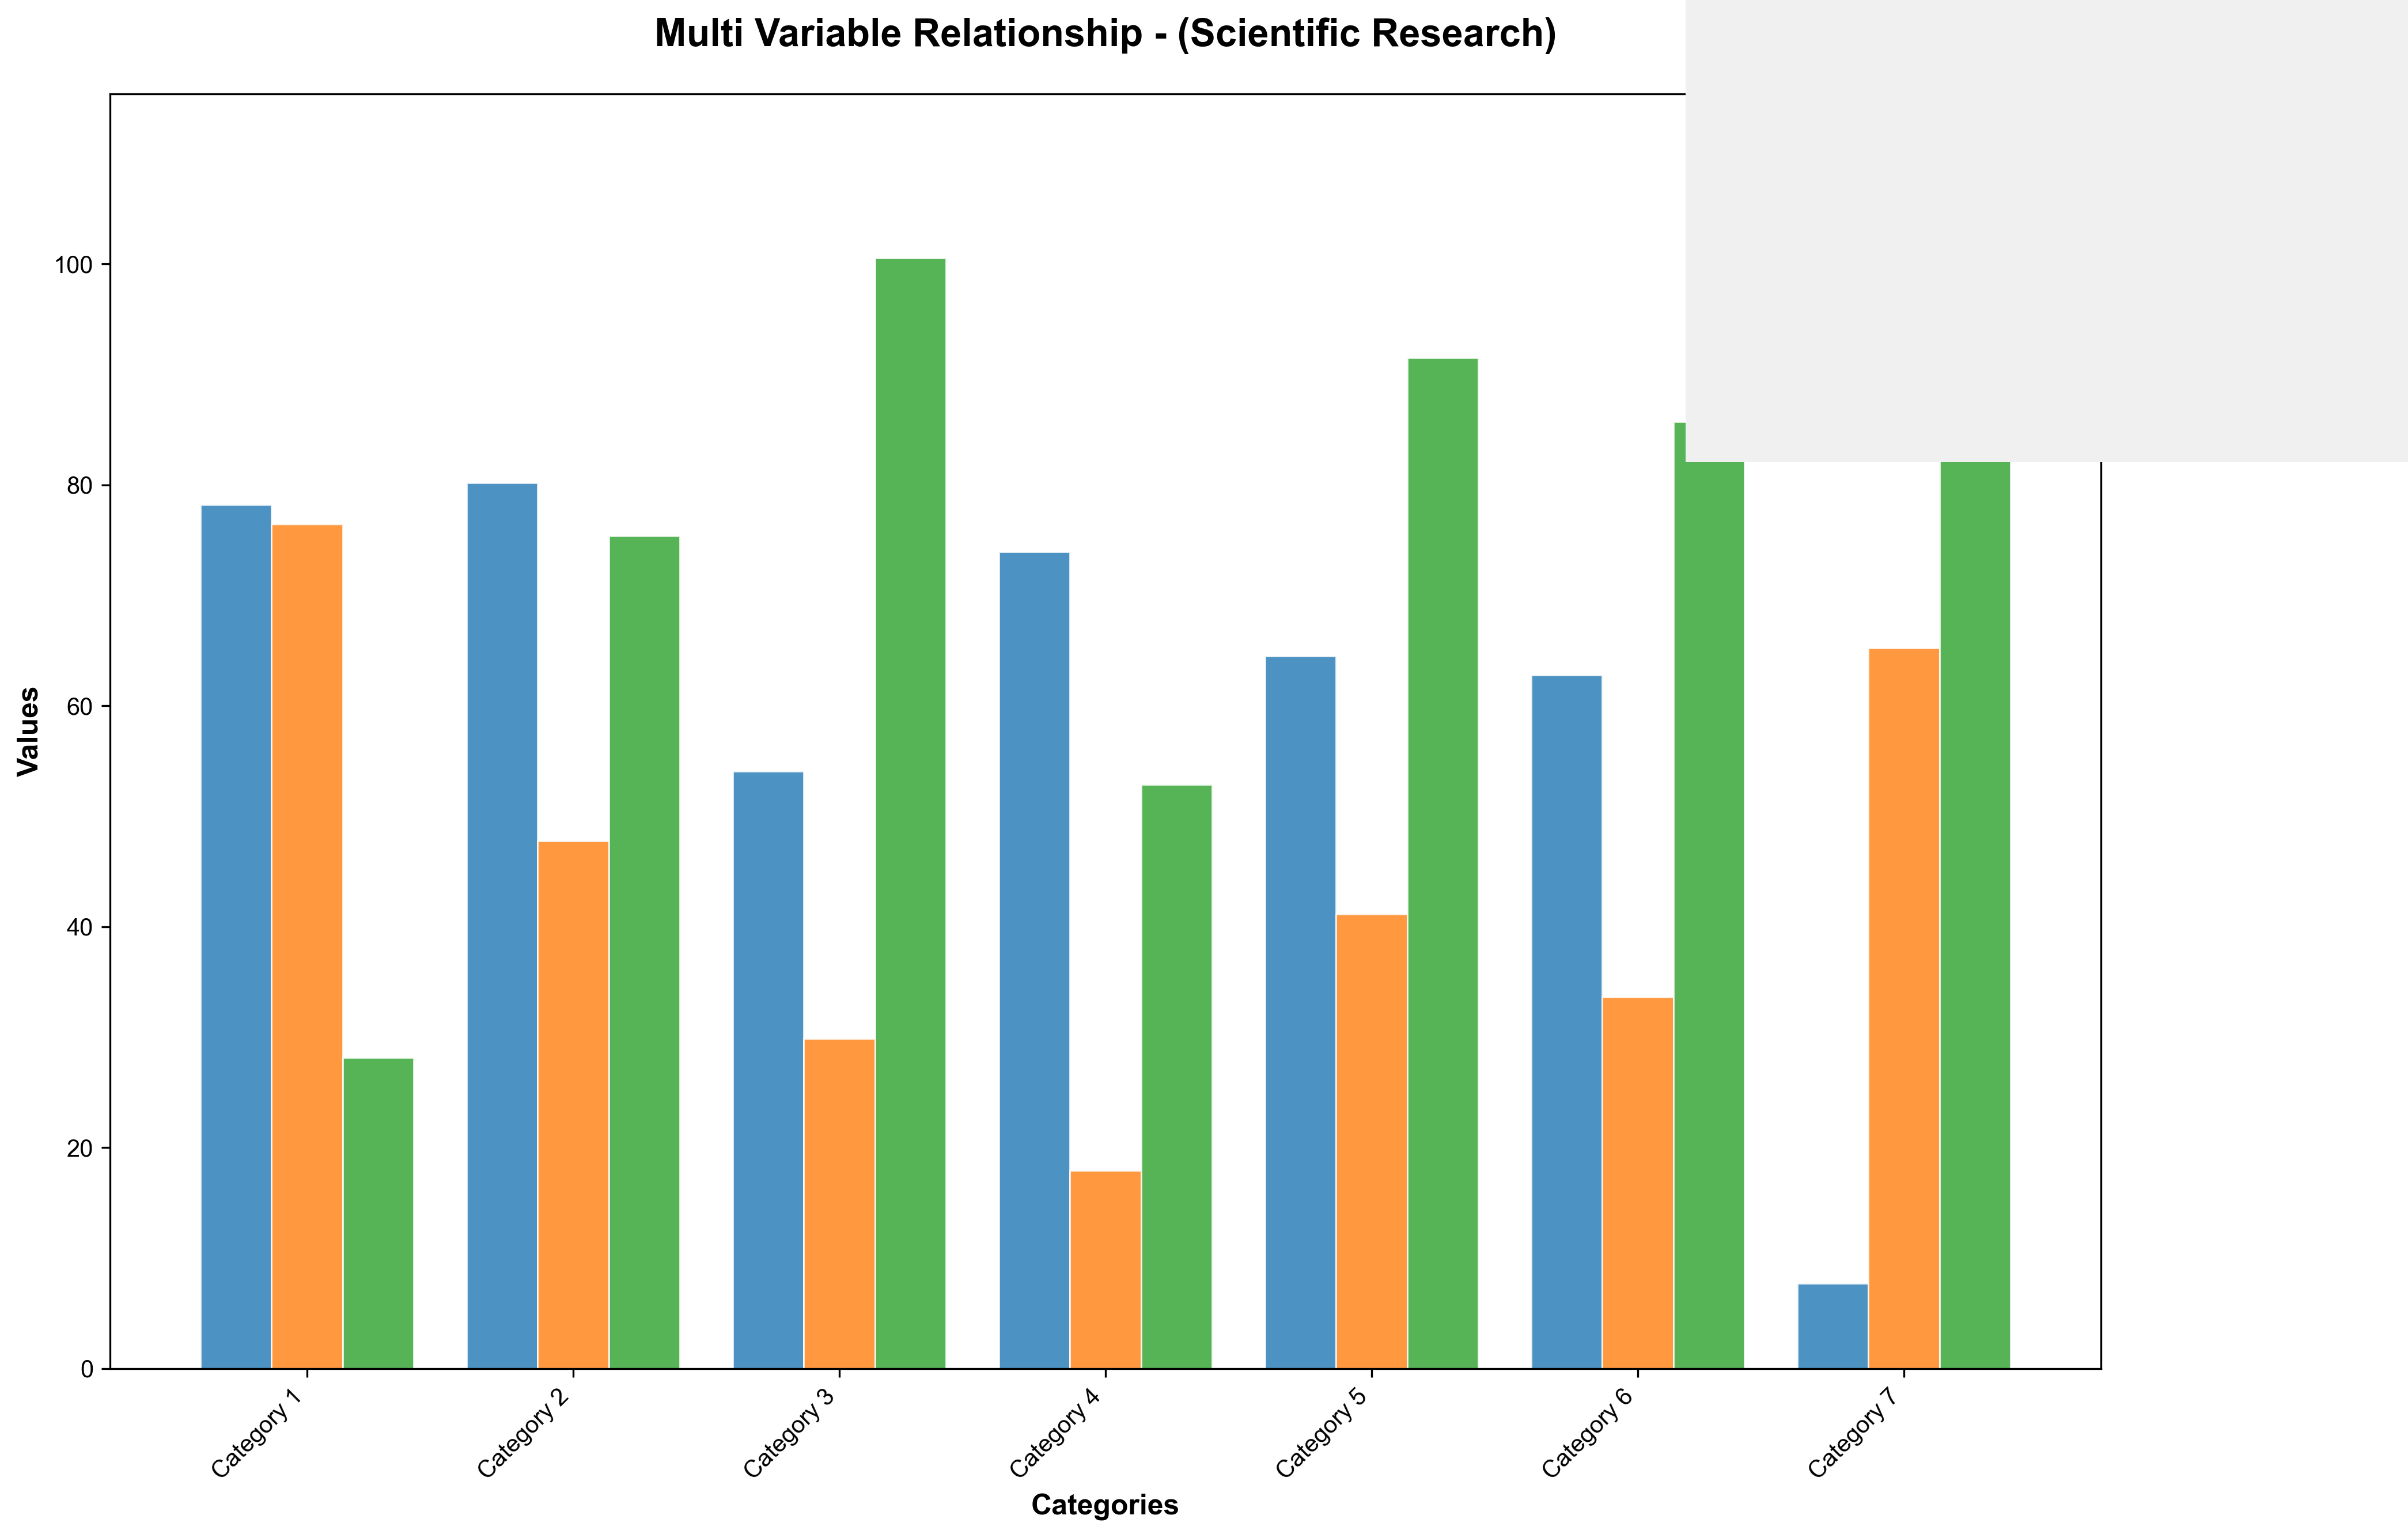 Multi Variable Relationship - (Scientific Research)
Values
100
80
60
40
20
0
Category 1
Category 2
Category 3
Category 4
Category 5
Category 6
Category 7
Categories